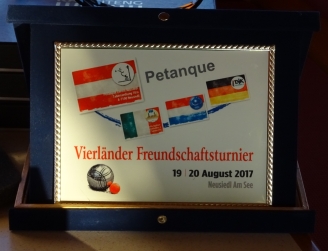 Petanque
Vierländer Freundschaftsturnier
19 | 20 August 2017
Neusiedl Am See